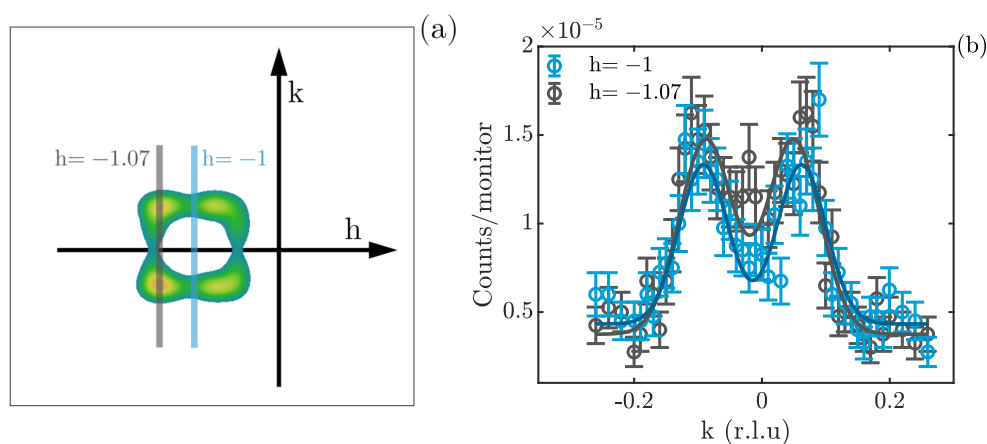 (a)
k
h= −1.07
h= −1
h
×10⁻⁵
(b)
h= −1
h= −1.07
2
1.5
1
0.5
Counts/monitor
-0.2
0
0.2
k (r.l.u)